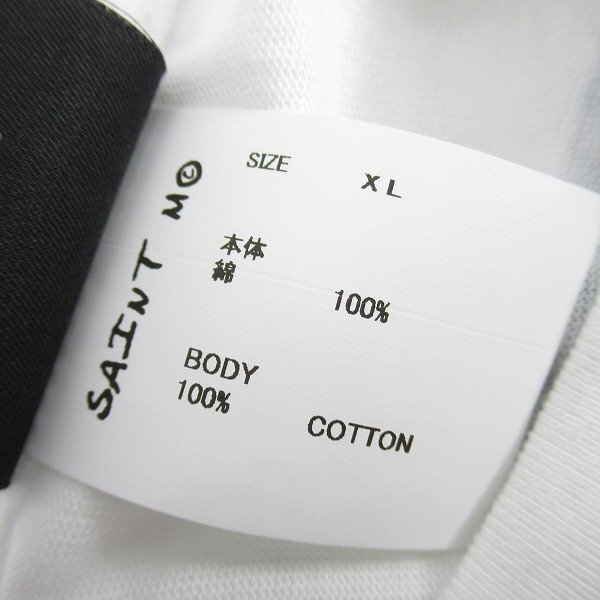 SAINT M©
SIZE XL
本体
綿
100%
BODY
100%
COTTON